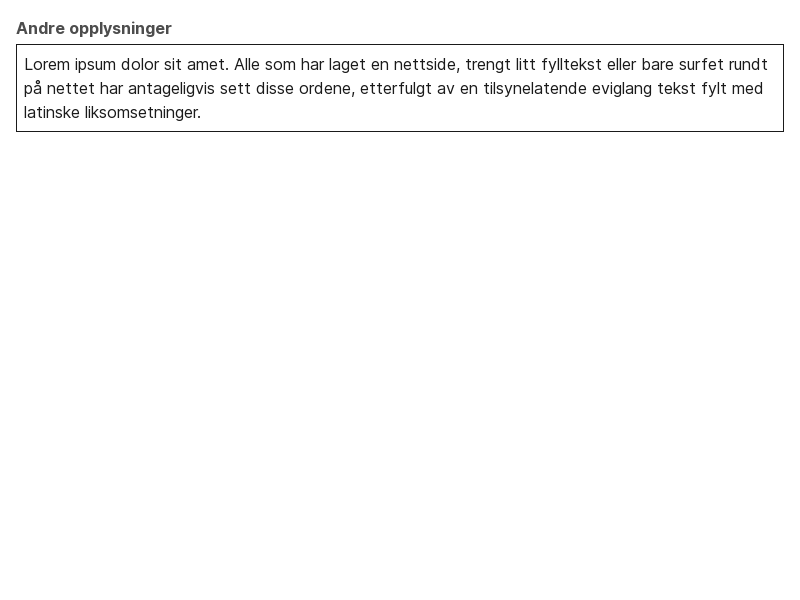 Andre opplysninger
Lorem ipsum dolor sit amet. Alle som har laget en nettside, trengt litt fylltekst eller bare surfet rundt
på nettet har antageligvis sett disse ordene, etterfulgt av en tilsynelatende eviglang tekst fylt med
latinske liksomsetninger.